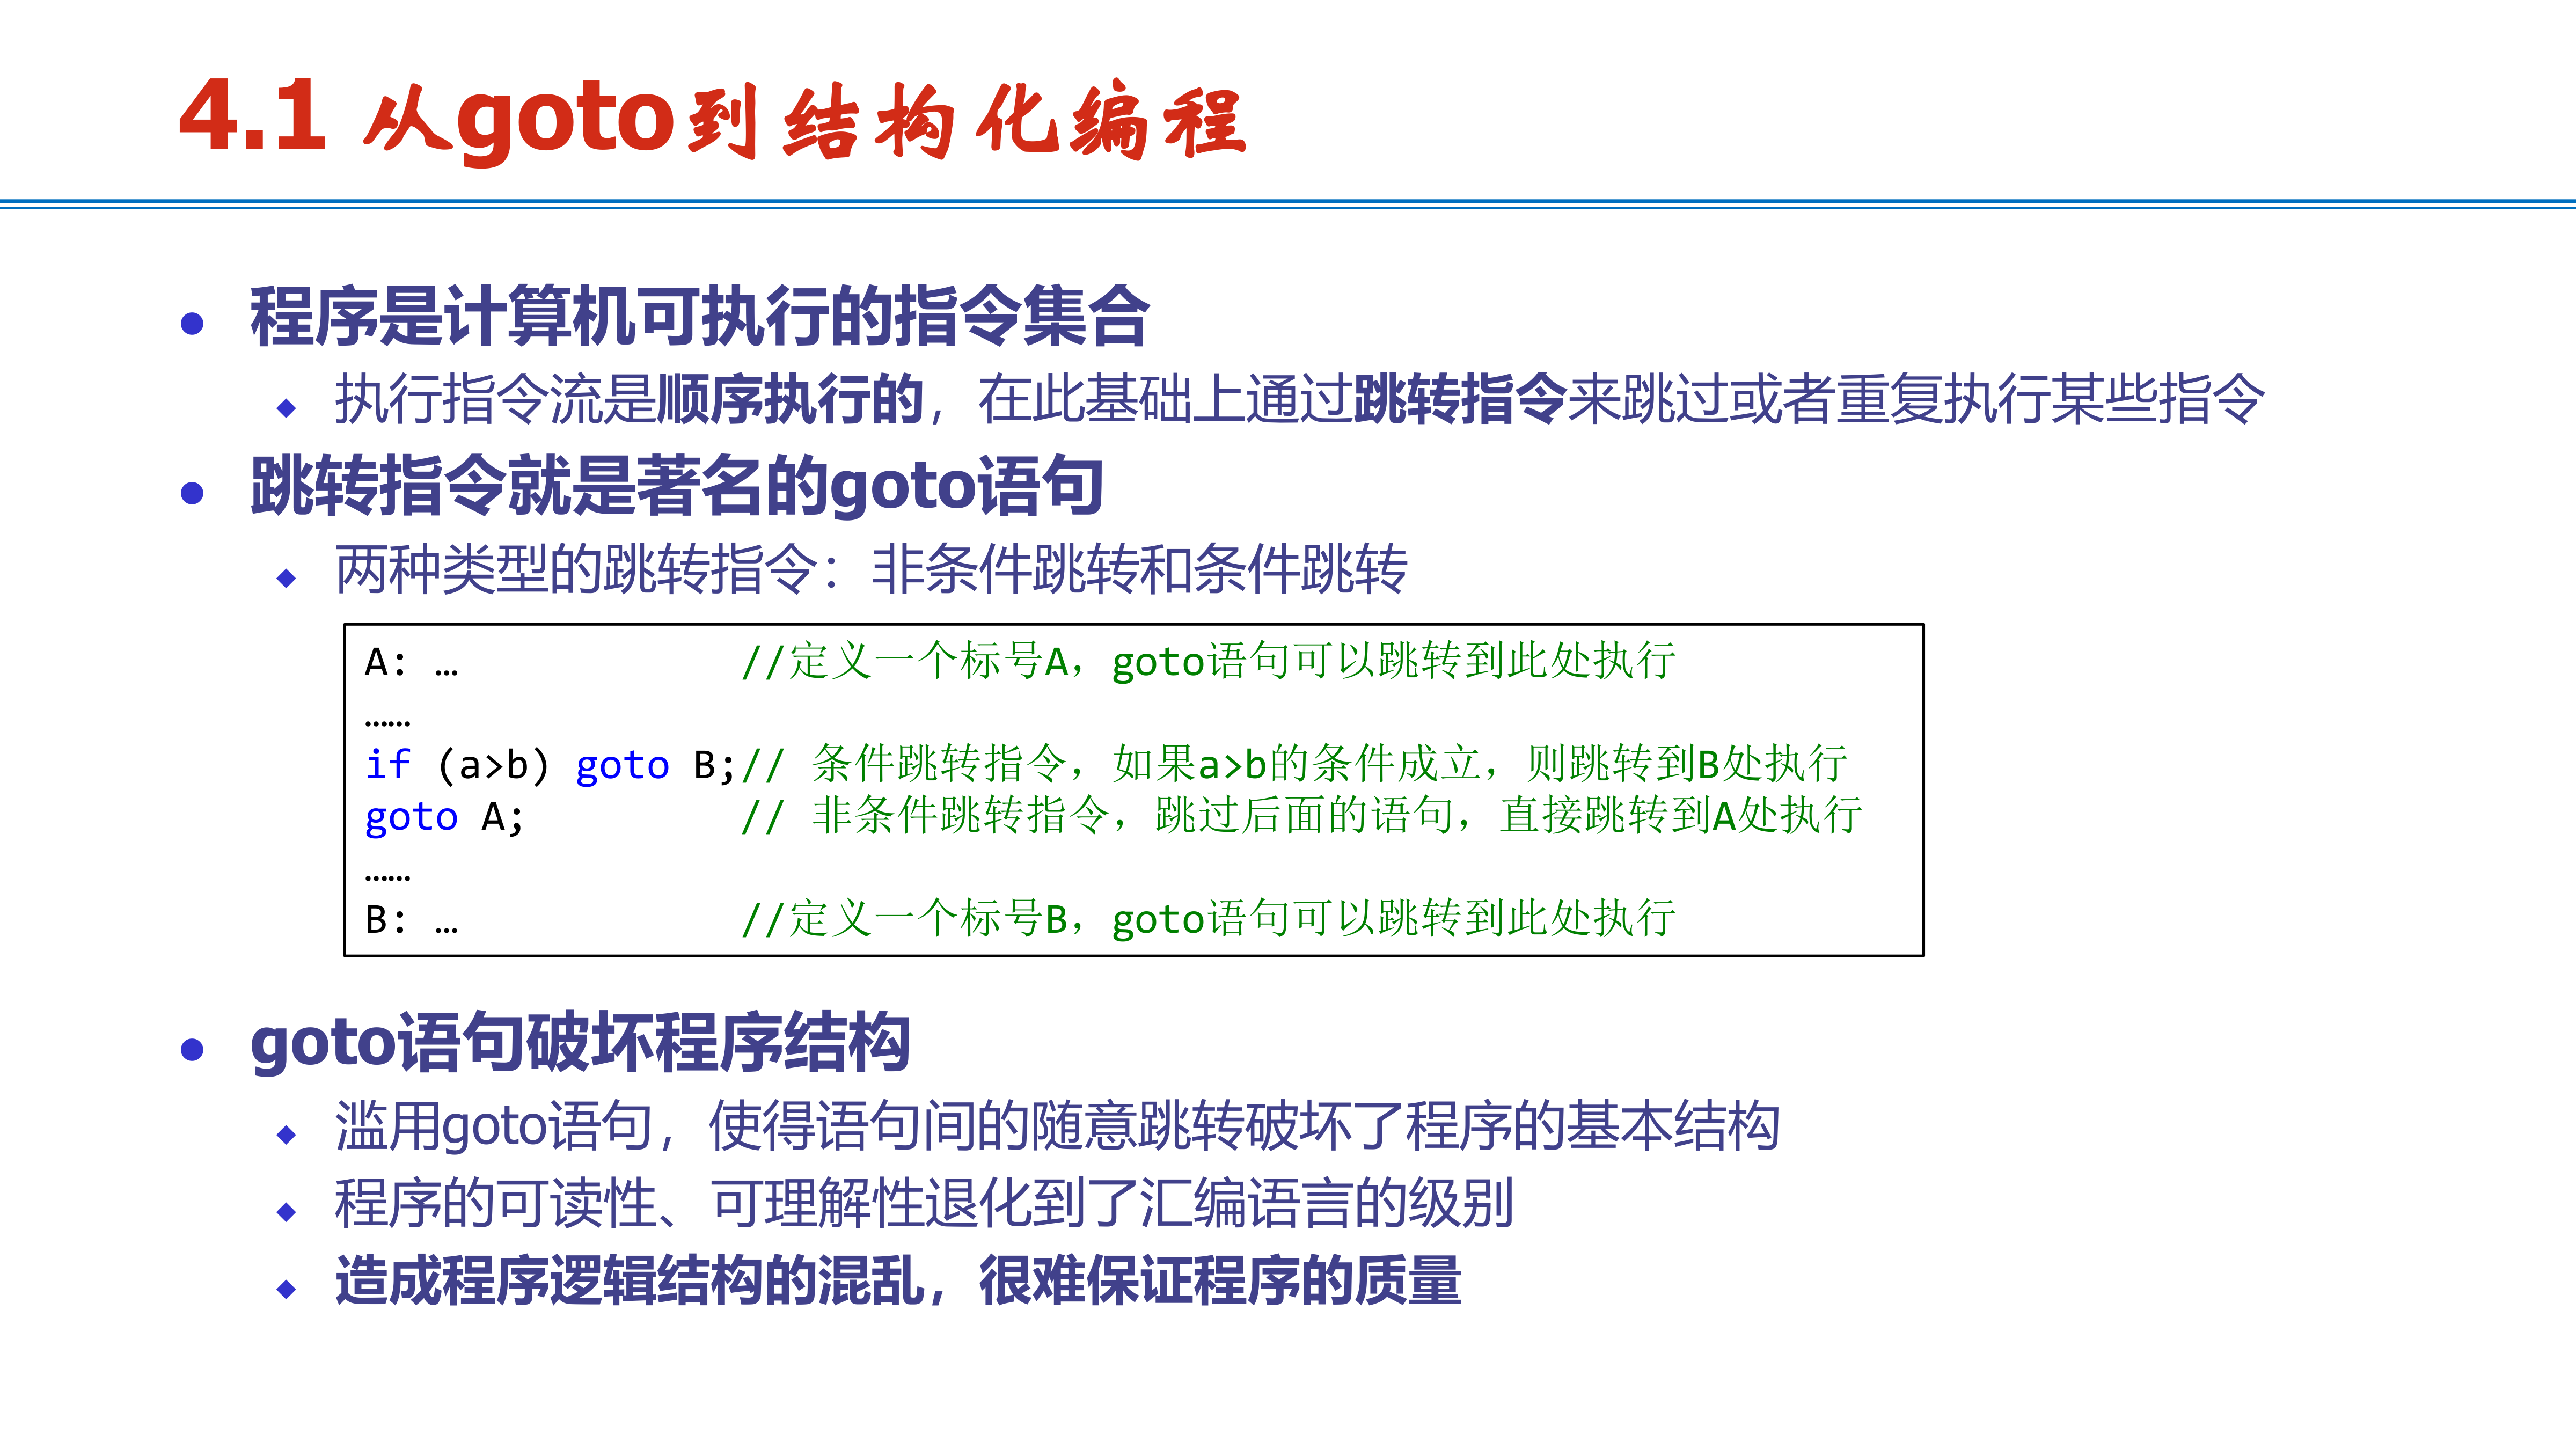 4.1 从goto到结构化编程
程序是计算机可执行的指令集合
执行指令流是顺序执行的，在此基础上通过跳转指令来跳过或者重复执行某些指令
跳转指令就是著名的goto语句
两种类型的跳转指令：非条件跳转和条件跳转
A: … //定义一个标号A，goto语句可以跳转到此处执行
……
if (a>b) goto B;// 条件跳转指令，如果a>b的条件成立，则跳转到B处执行
goto A; // 非条件跳转指令，跳过后面的语句，直接跳转到A处执行
……
B: … //定义一个标号B，goto语句可以跳转到此处执行
goto语句破坏程序结构
滥用goto语句，使得语句间的随意跳转破坏了程序的基本结构
程序的可读性、可理解性退化到了汇编语言的级别
造成程序逻辑结构的混乱，很难保证程序的质量